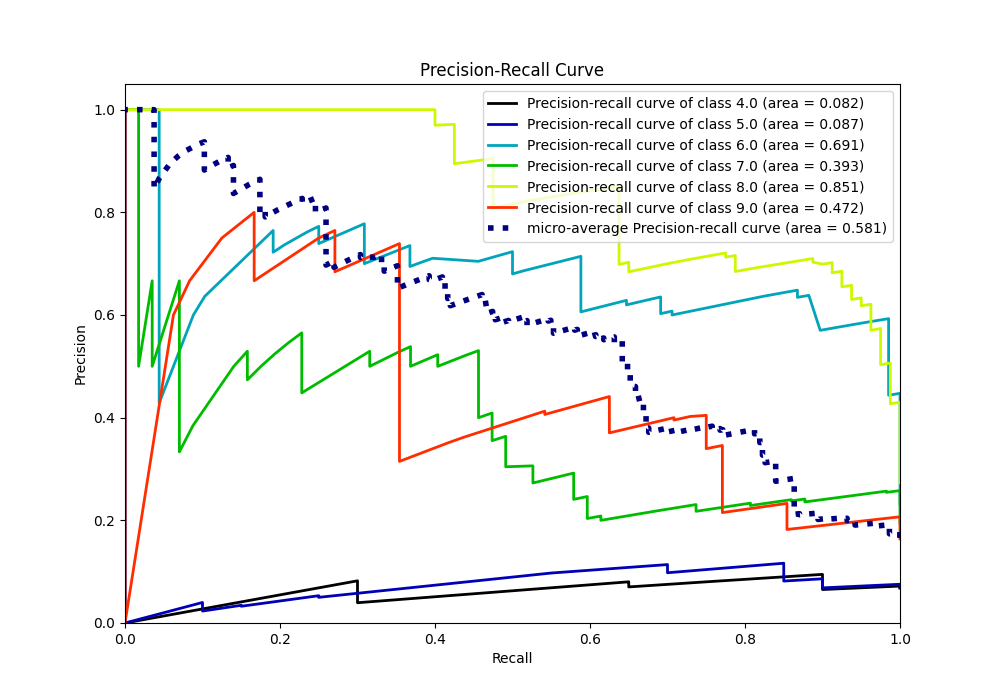 Precision-Recall Curve
Precision-recall curve of class 4.0 (area = 0.082)
Precision-recall curve of class 5.0 (area = 0.087)
Precision-recall curve of class 6.0 (area = 0.691)
Precision-recall curve of class 7.0 (area = 0.393)
Precision-recall curve of class 8.0 (area = 0.851)
Precision-recall curve of class 9.0 (area = 0.472)
micro-average Precision-recall curve (area = 0.581)
Precision
1.0
0.8
0.6
0.4
0.2
0.0
0.0 0.2 0.4 0.6 0.8 1.0
Recall